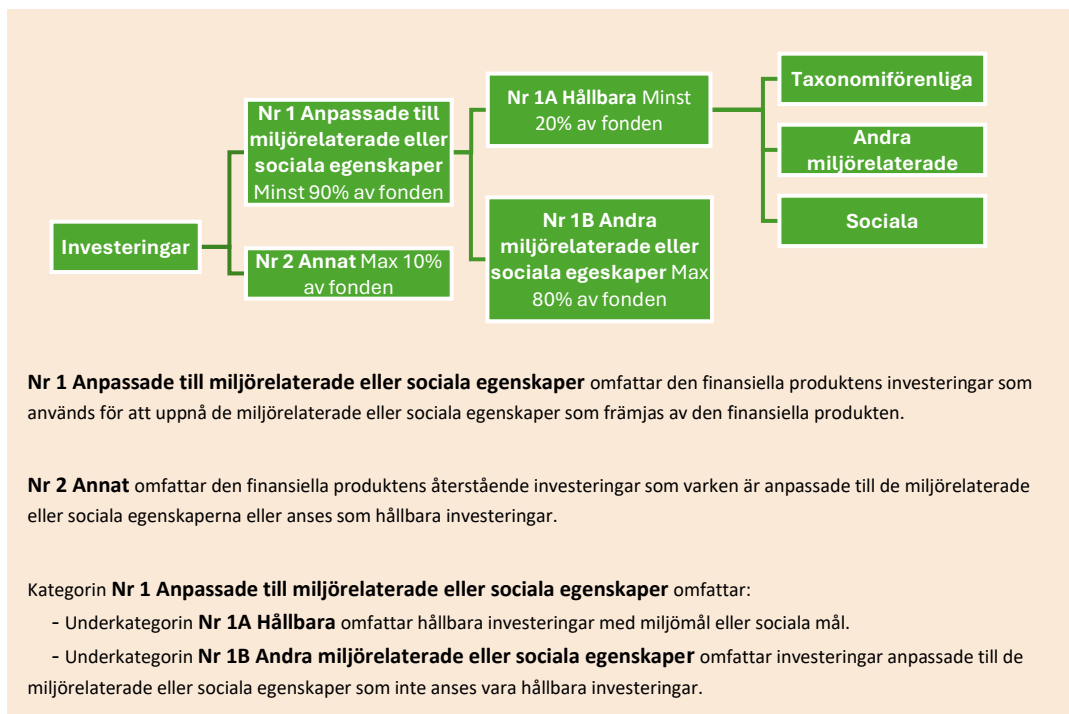 Investeringar
Nr 1 Anpassade till
miljörelaterade eller
sociala egenskaper
Minst 90% av fonden
Nr 2 Annat Max 10%
av fonden
Nr 1A Hållbara Minst
20% av fonden
Nr 1B Andra
miljörelaterade eller
sociala egeskaper Max
80% av fonden
Taxonomiförenliga
Andra
miljörelaterade
Sociala
Nr 1 Anpassade till miljörelaterade eller sociala egenskaper omfattar den finansiella produktens investeringar som
används för att uppnå de miljörelaterade eller sociala egenskaper som främjas av den finansiella produkten.
Nr 2 Annat omfattar den finansiella produktens återstående investeringar som varken är anpassade till de miljörelaterade
eller sociala egenskaperna eller anses som hållbara investeringar.
Kategorin Nr 1 Anpassade till miljörelaterade eller sociala egenskaper omfattar:
- Underkategorin Nr 1A Hållbara omfattar hållbara investeringar med miljömål eller sociala mål.
- Underkategorin Nr 1B Andra miljörelaterade eller sociala egenskaper omfattar investeringar anpassade till de
miljörelaterade eller sociala egenskaper som inte anses vara hållbara investeringar.